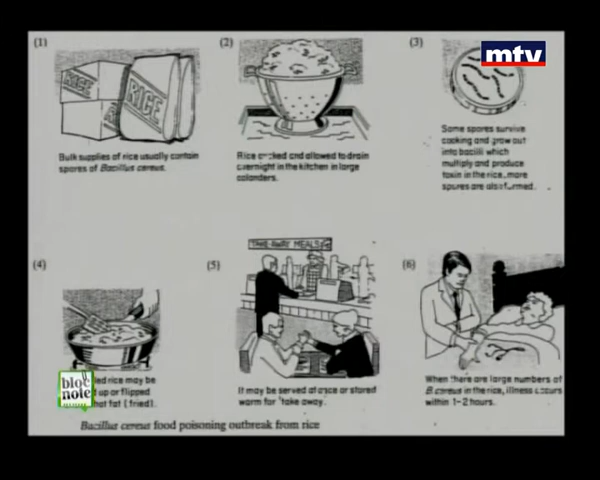 mtv
(1)
RICE
RICE
Bulk supplies of rice usually contain
spores of Bacillus cereus.
(2)
Rice cooked and allowed to drain
overnight in the kitchen in large
colanders.
(3)
Some spores survive
cooking and grow out
into bacilli which
multiply and produce
toxin in the rice, more
spores are also formed.
(4)
rice may be
up or flipped
hot fat (fried).
bloc
note
(5)
TAKE-AWAY MEALS
It may be served at once or stored
warm for 'take away.'
(6)
When there are large numbers of
B. cereus in the rice, illness occurs
within 1-2 hours.
Bacillus cereus food poisoning outbreak from rice